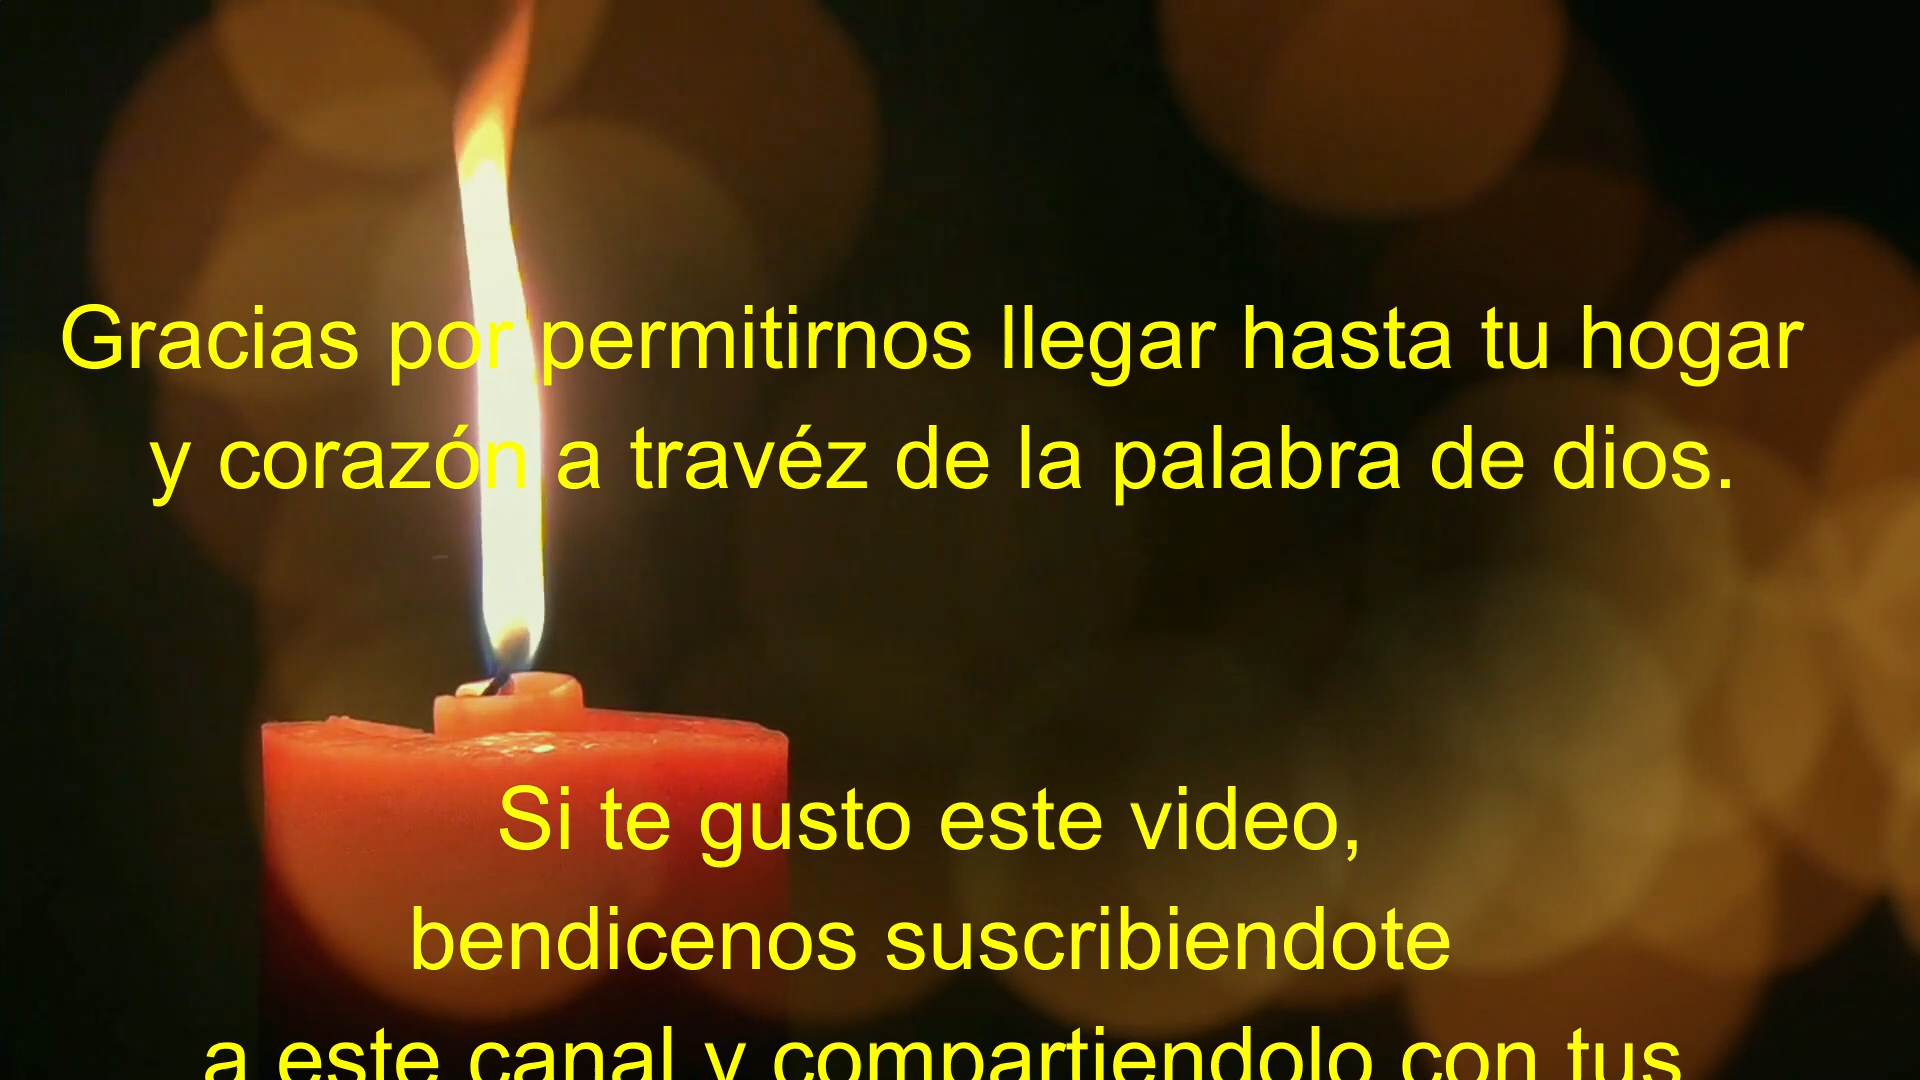 Gracias por permitirnos llegar hasta tu hogar
y corazón a travéz de la palabra de dios.
Si te gusto este video,
bendicenos suscribiendote
a este canal y compartiendolo con tus